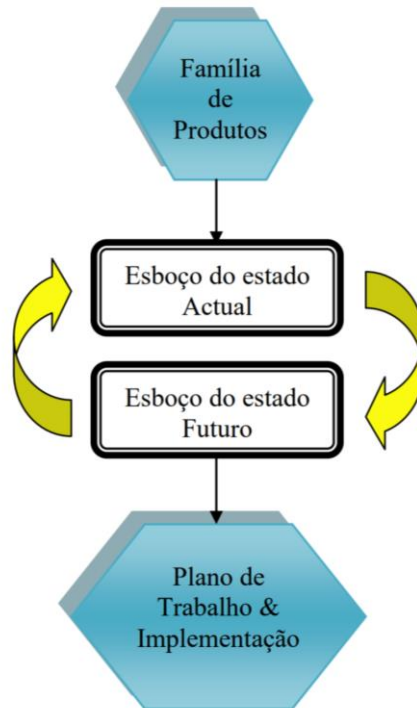 Família
de
Produtos
Esboço do estado
Actual
Esboço do estado
Futuro
Plano de
Trabalho &
Implementação